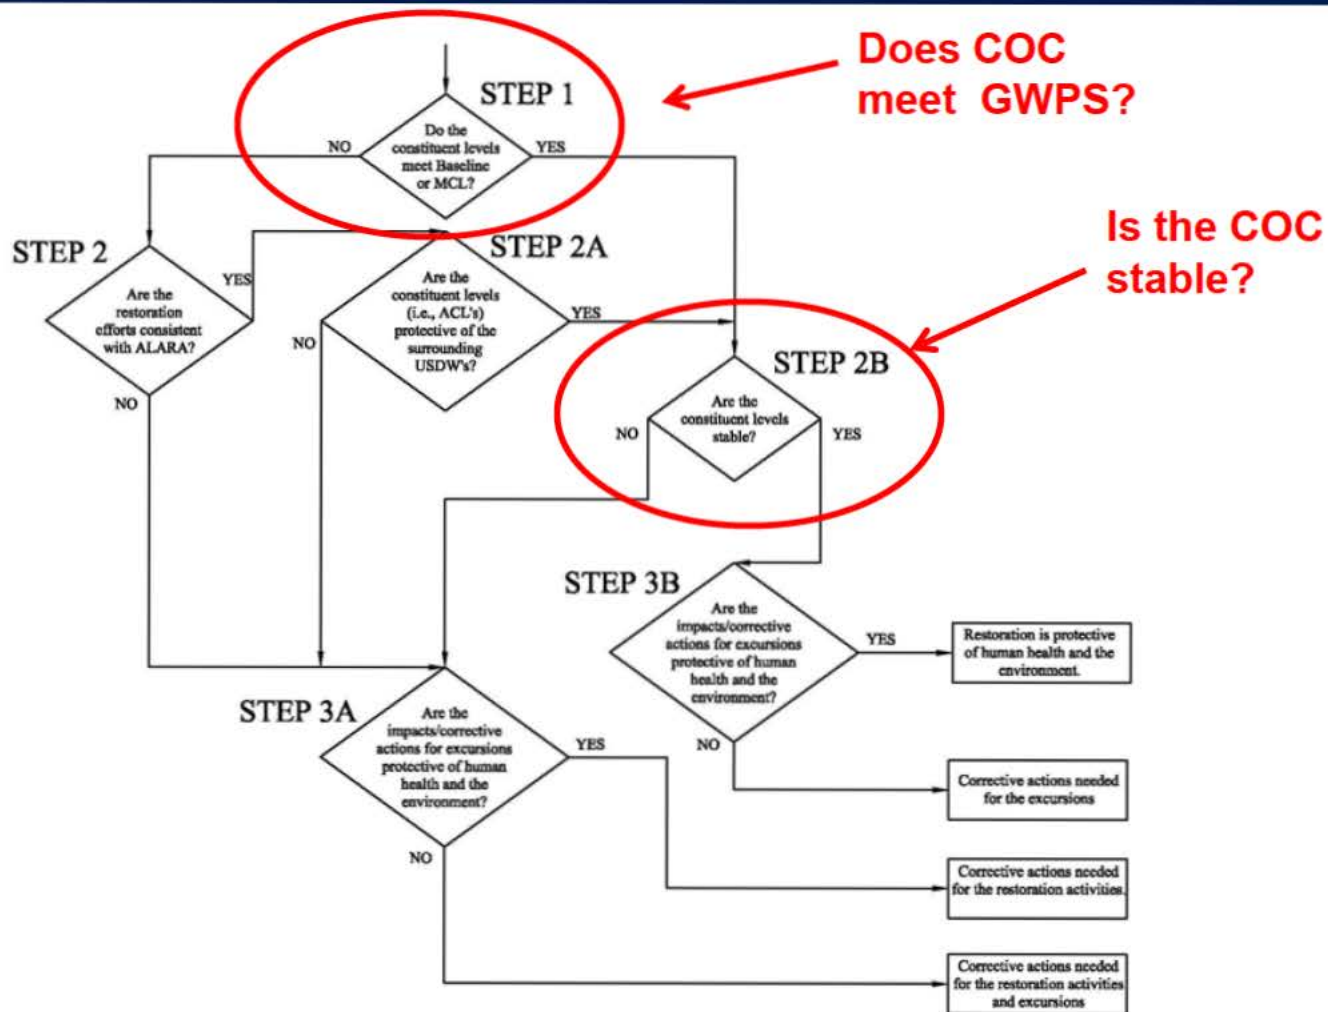 Does COC
meet GWPS?
STEP 1
Do the
constituent levels
meet Baseline
or MCL?
NO
YES
Is the COC
stable?
STEP 2
Are the
restoration
efforts consistent
with ALARA?
YES
NO
STEP 2A
Are the
constituent levels
(i.e., ACL's)
protective of the
surrounding
USDW's?
NO
YES
STEP 2B
Are the
constituent levels
stable?
NO
YES
STEP 3B
Are the
impacts/corrective
actions for excursions
protective of human
health and the
environment?
YES
NO
Restoration is protective
of human health and the
environment.
STEP 3A
Are the
impacts/corrective
actions for excursions
protective of human
health and the
environment?
YES
NO
Corrective actions needed
for the excursions
Corrective actions needed
for the restoration activities.
Corrective actions needed
for the restoration activities
and excursions